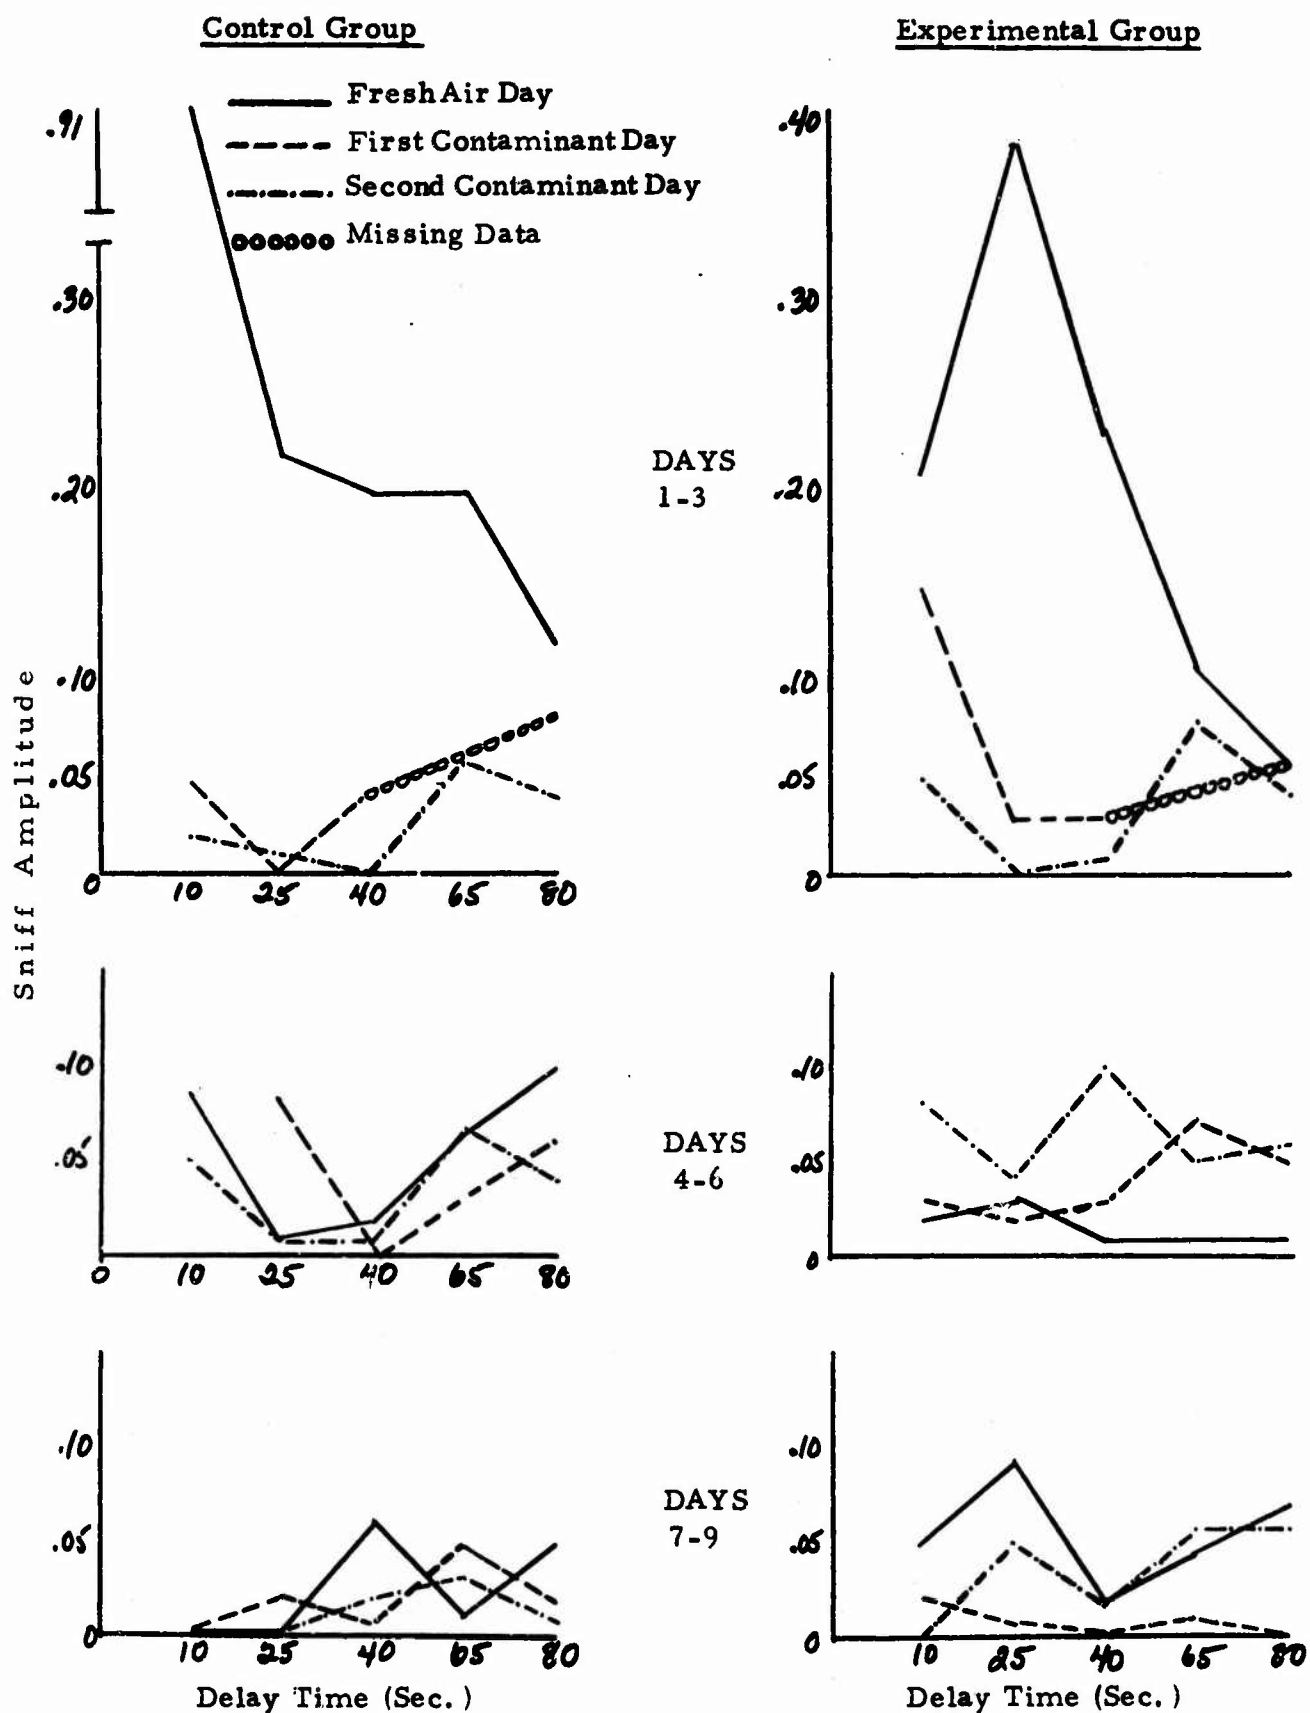 Control Group
Experimental Group
Fresh Air Day
First Contaminant Day
Second Contaminant Day
Missing Data
Sniff Amplitude
.91
.30
.20
.10
.05
0
10 25 40 65 80
DAYS
1-3
.40
.30
.20
.10
.05
0
.10
.05
0 10 25 40 65 80
DAYS
4-6
.10
.05
0
.10
.05
0
10 25 40 65 80
Delay Time (Sec.)
DAYS
7-9
.10
.05
0
10 25 40 65 80
Delay Time (Sec.)